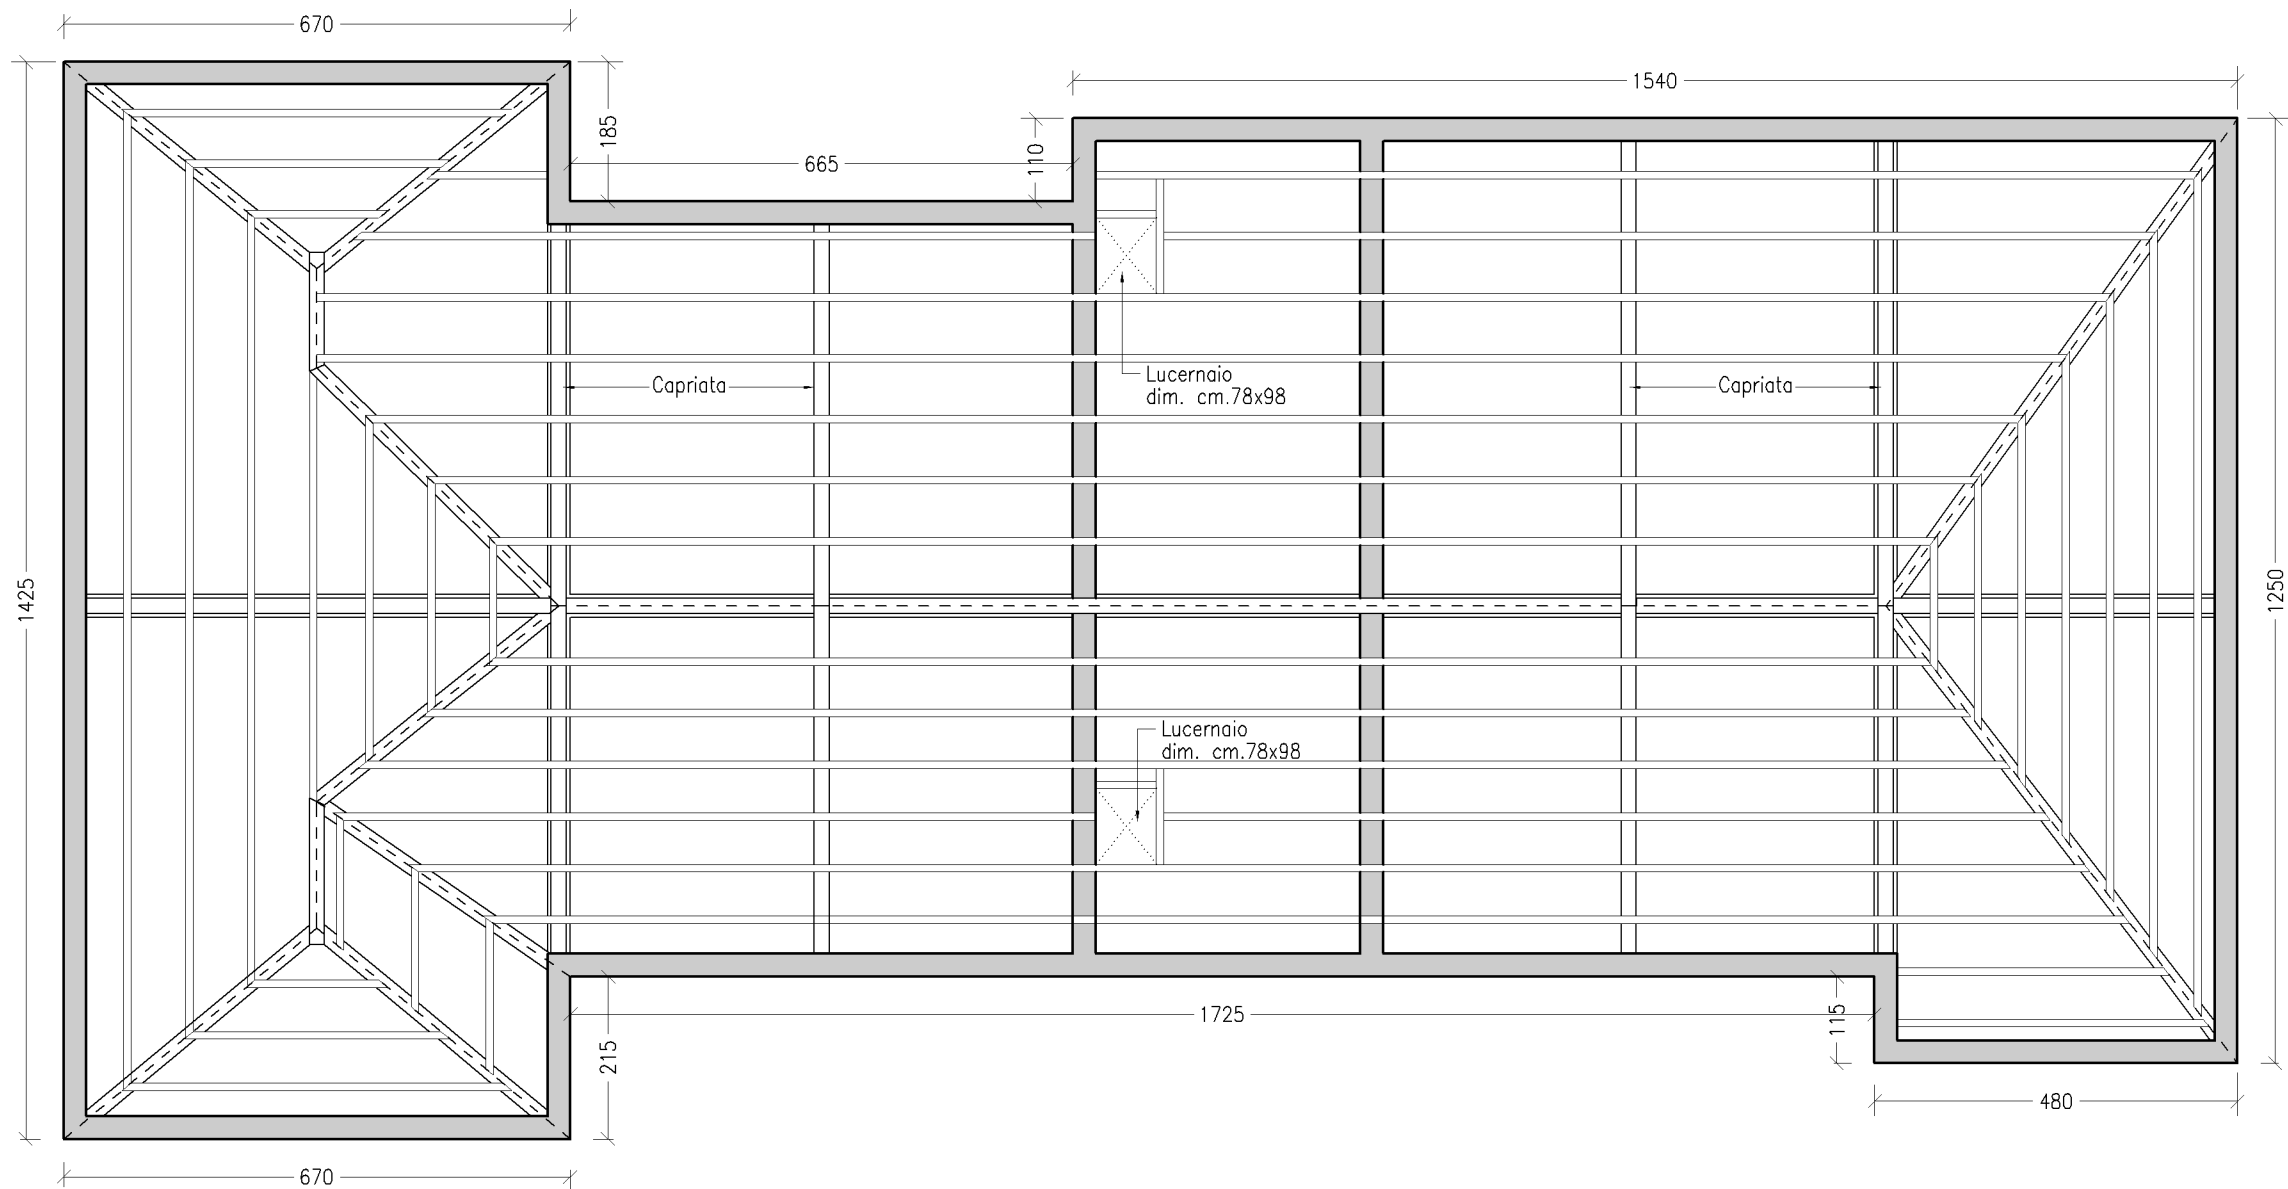 670
1540
185
110
665
Lucernaio
dim. cm.78x98
Capriata
Capriata
1425
1250
Lucernaio
dim. cm.78x98
1725
115
215
480
670